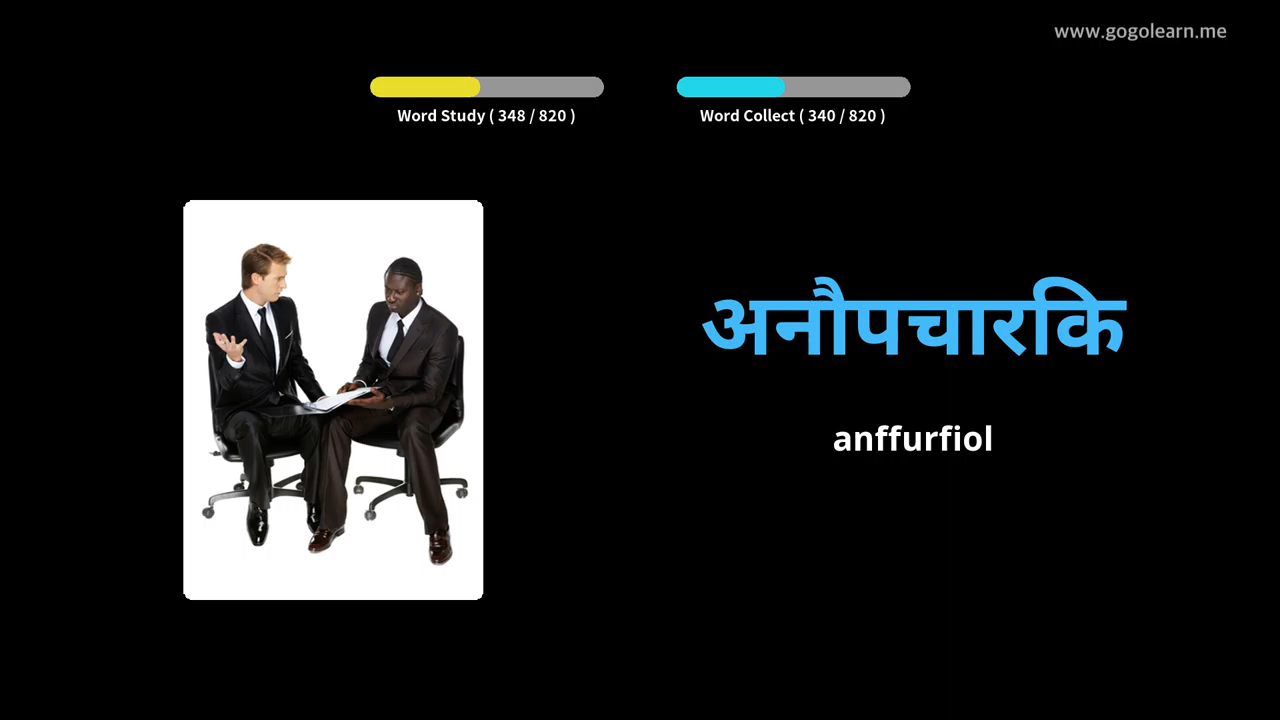 www.gogolearn.me
Word Study ( 348 / 820 )
Word Collect ( 340 / 820 )
अनौपचारकि
anffurfiol